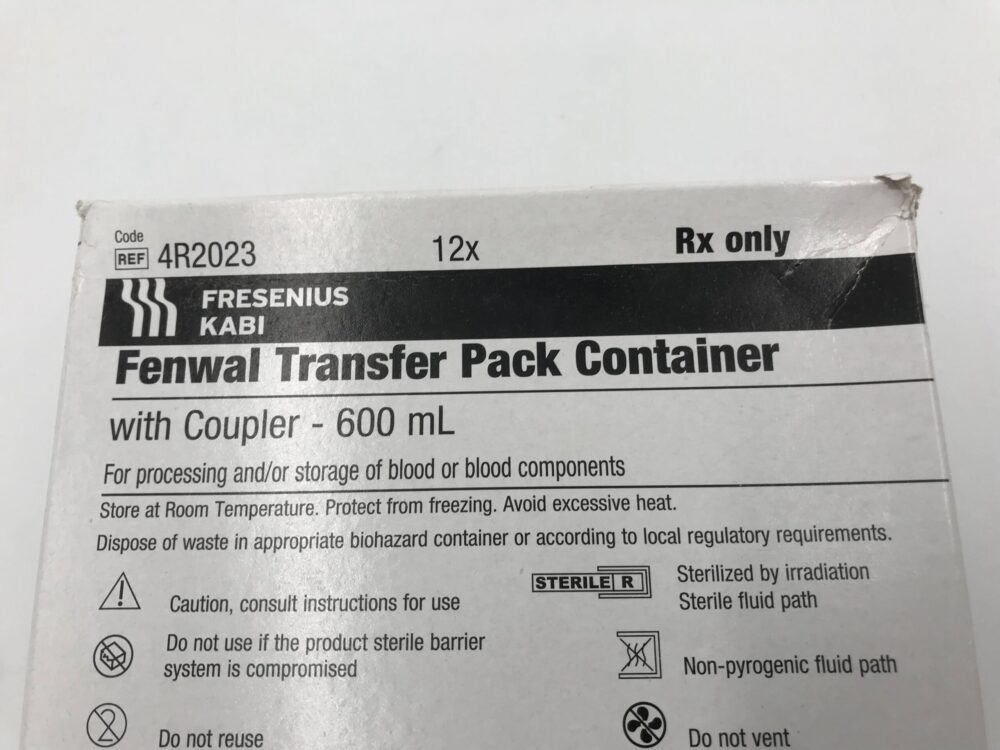 Code
REF 4R2023 12x Rx only
FRESENIUS
KABI
Fenwal Transfer Pack Container
with Coupler - 600 mL
For processing and/or storage of blood or blood components
Store at Room Temperature. Protect from freezing. Avoid excessive heat.
Dispose of waste in appropriate biohazard container or according to local regulatory requirements.
Caution, consult instructions for use
STERILE R
Sterilized by irradiation
Sterile fluid path
Do not use if the product sterile barrier
system is compromised
Non-pyrogenic fluid path
2
Do not reuse
Do not vent